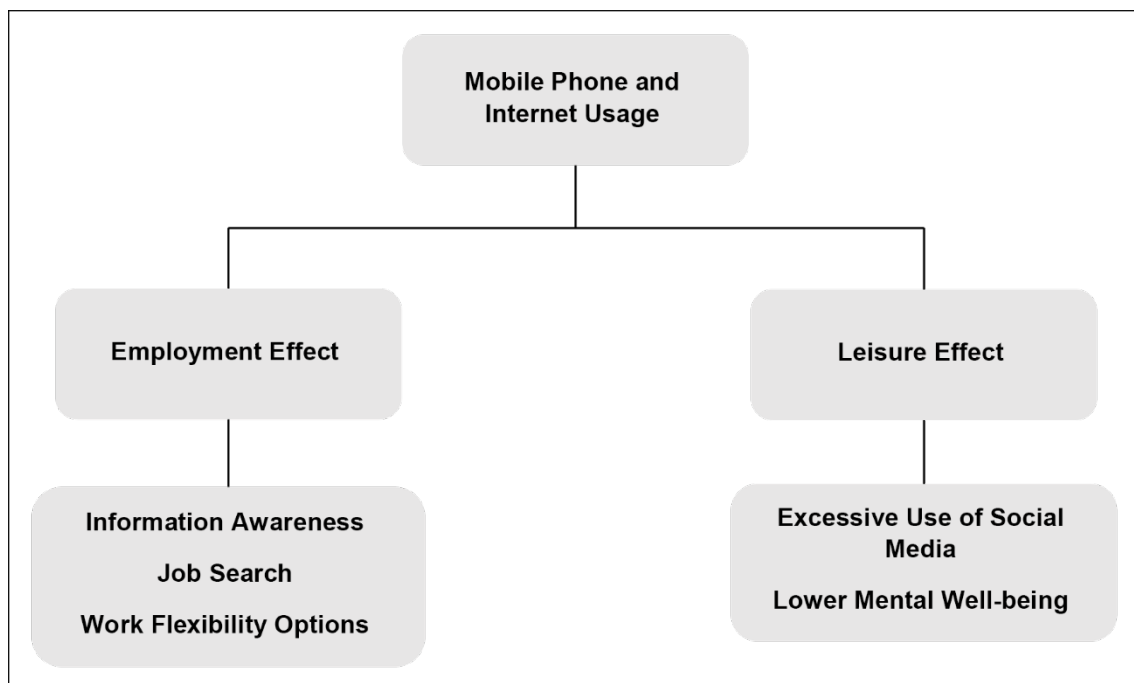 Mobile Phone and
Internet Usage
Employment Effect
Leisure Effect
Information Awareness
Job Search
Work Flexibility Options
Excessive Use of Social
Media
Lower Mental Well-being